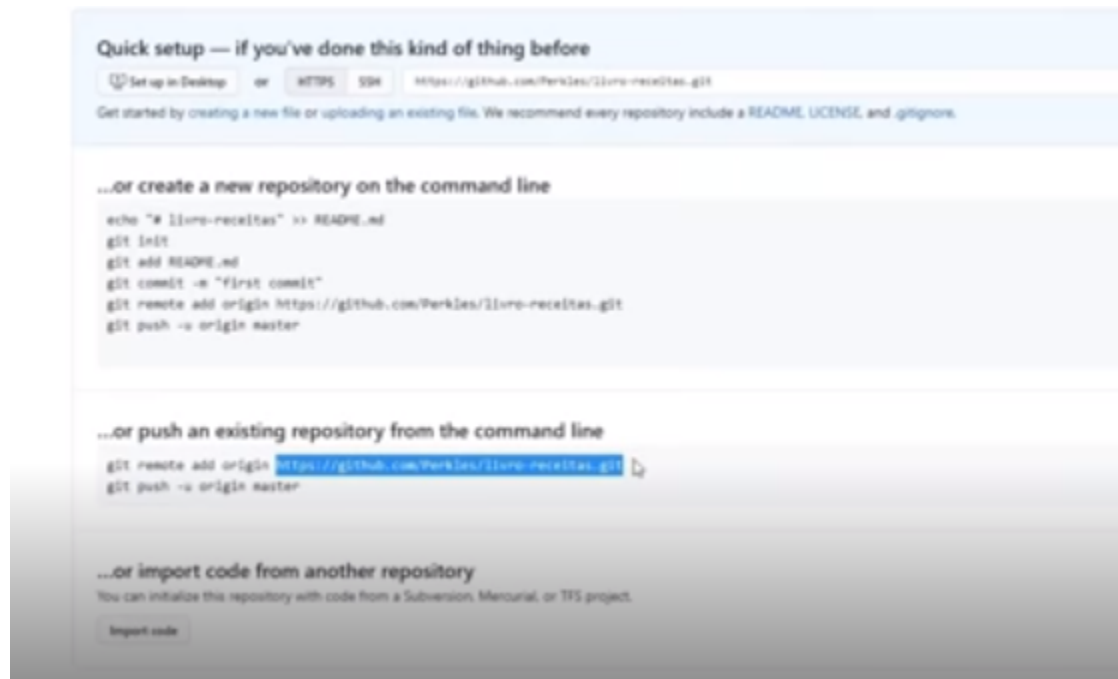 Quick setup — if you've done this kind of thing before
Set up in Desktop or HTTPS SSH https://github.com/Perkles/livro-receitas.git
Get started by creating a new file or uploading an existing file. We recommend every repository include a README, LICENSE, and .gitignore.
...or create a new repository on the command line
echo "# livro-receitas" >> README.md
git init
git add README.md
git commit -m "first commit"
git remote add origin https://github.com/Perkles/livro-receitas.git
git push -u origin master
...or push an existing repository from the command line
git remote add origin https://github.com/Perkles/livro-receitas.git
git push -u origin master
...or import code from another repository
You can initialize this repository with code from a Subversion, Mercurial, or TFS project.
Import code